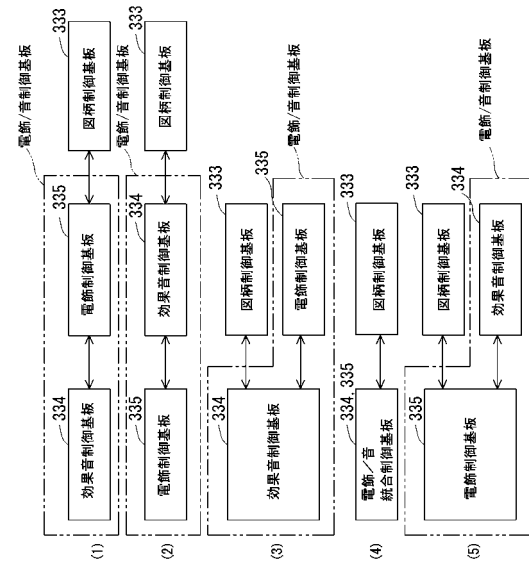 (1)
334
効果音制御基板
335
電飾制御基板
333
図柄制御基板
電飾/音制御基板
(2)
335
電飾制御基板
334
効果音制御基板
333
図柄制御基板
電飾/音制御基板
(3)
334
効果音制御基板
333
図柄制御基板
335
電飾制御基板
電飾/音制御基板
(4)
334, 335
電飾/音
統合制御基板
333
図柄制御基板
(5)
335
電飾制御基板
333
図柄制御基板
334
効果音制御基板
電飾/音制御基板